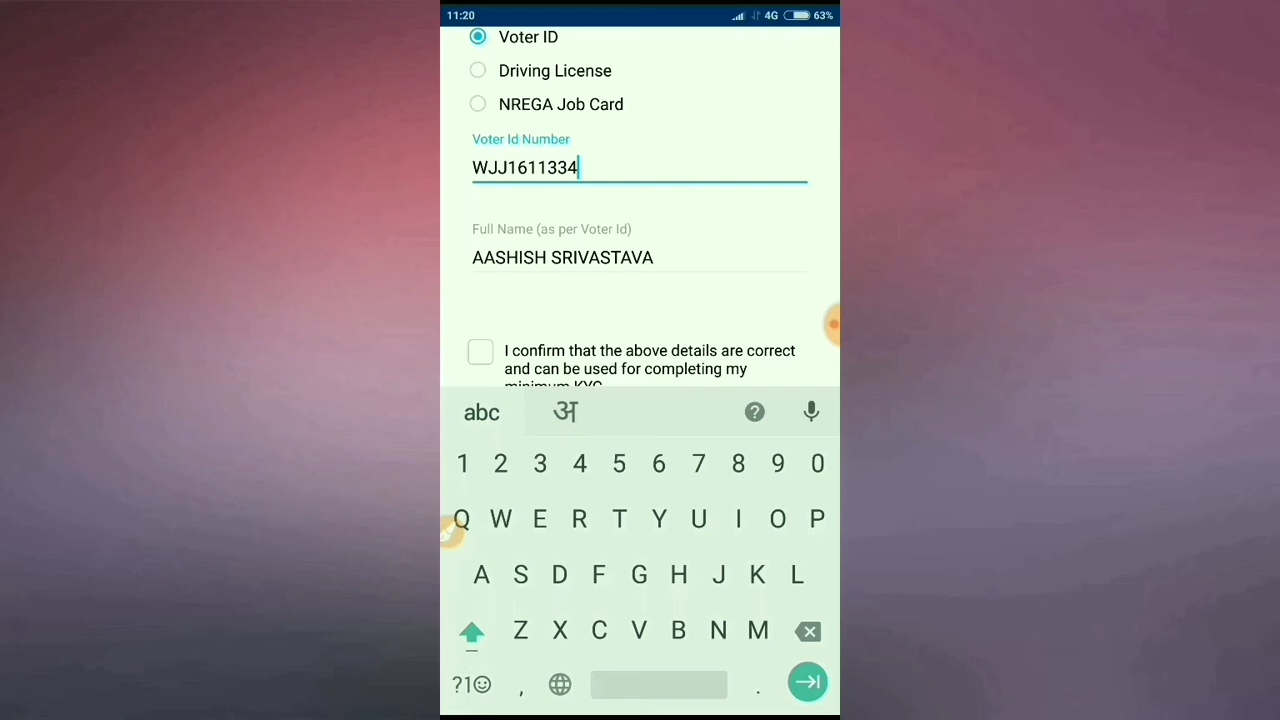 11:20 4G 63%
Voter ID
Driving License
NREGA Job Card
Voter Id Number
WJJ1611334
Full Name (as per Voter Id)
AASHISH SRIVASTAVA
I confirm that the above details are correct
and can be used for completing my
minimum KYC
abc अ ?
1 2 3 4 5 6 7 8 9 0
Q W E R T Y U I O P
A S D F G H J K L
Z X C V B N M
?1☺ , .